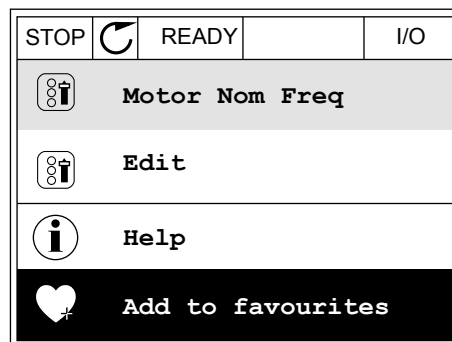 STOP READY I/O
Motor Nom Freq
Edit
Help
Add to favourites